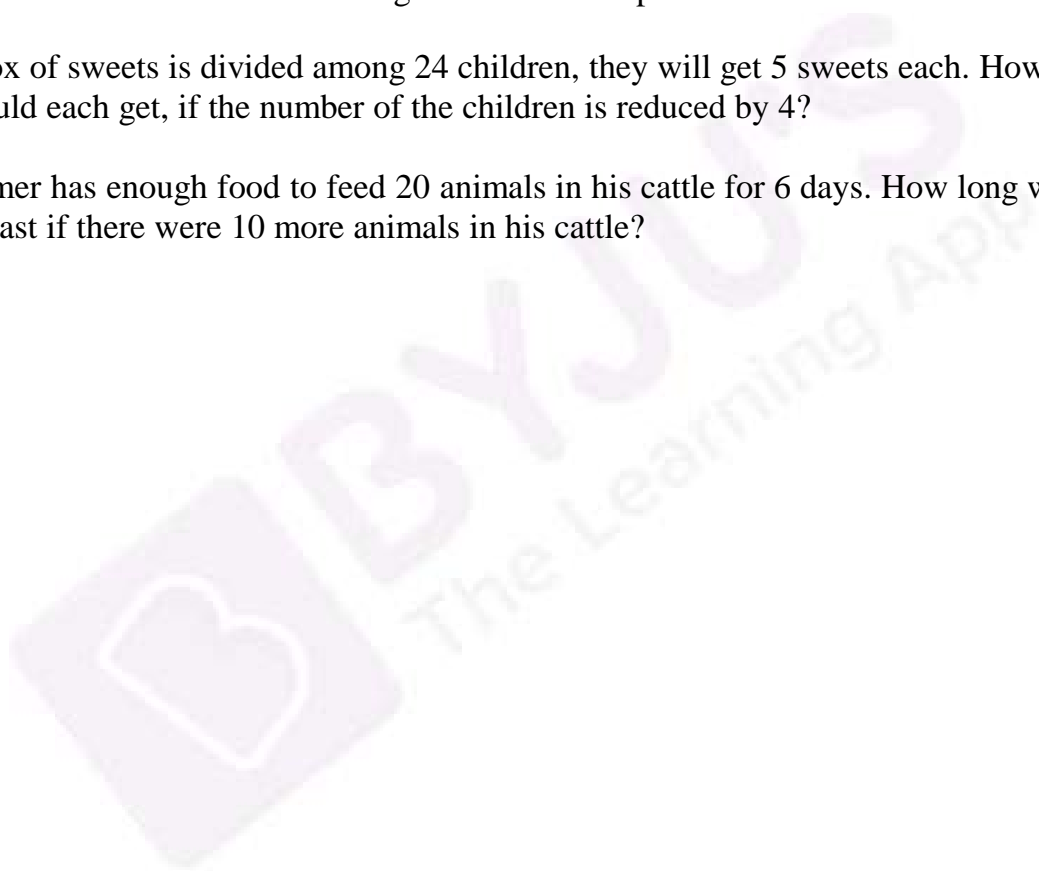 ox of sweets is divided among 24 children, they will get 5 sweets each. How
uld each get, if the number of the children is reduced by 4?
mer has enough food to feed 20 animals in his cattle for 6 days. How long w
ast if there were 10 more animals in his cattle?
BYJU'S
The Learning App